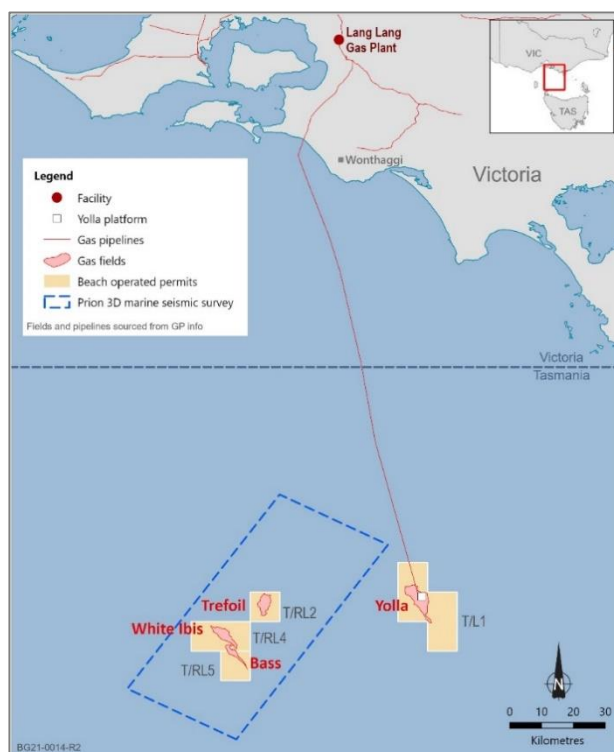 Lang Lang
Gas Plant
VIC
TAS
Wonthaggi
Victoria
Legend
Facility
Yolla platform
Gas pipelines
Gas fields
Beach operated permits
Prion 3D marine seismic survey
Fields and pipelines sourced from GP info
Victoria
Tasmania
Trefoil
T/RL2
Yolla
T/L1
White Ibis
T/RL4
T/RL5
Bass
N
0 10 20 30
Kilometres
BG21-0014-R2